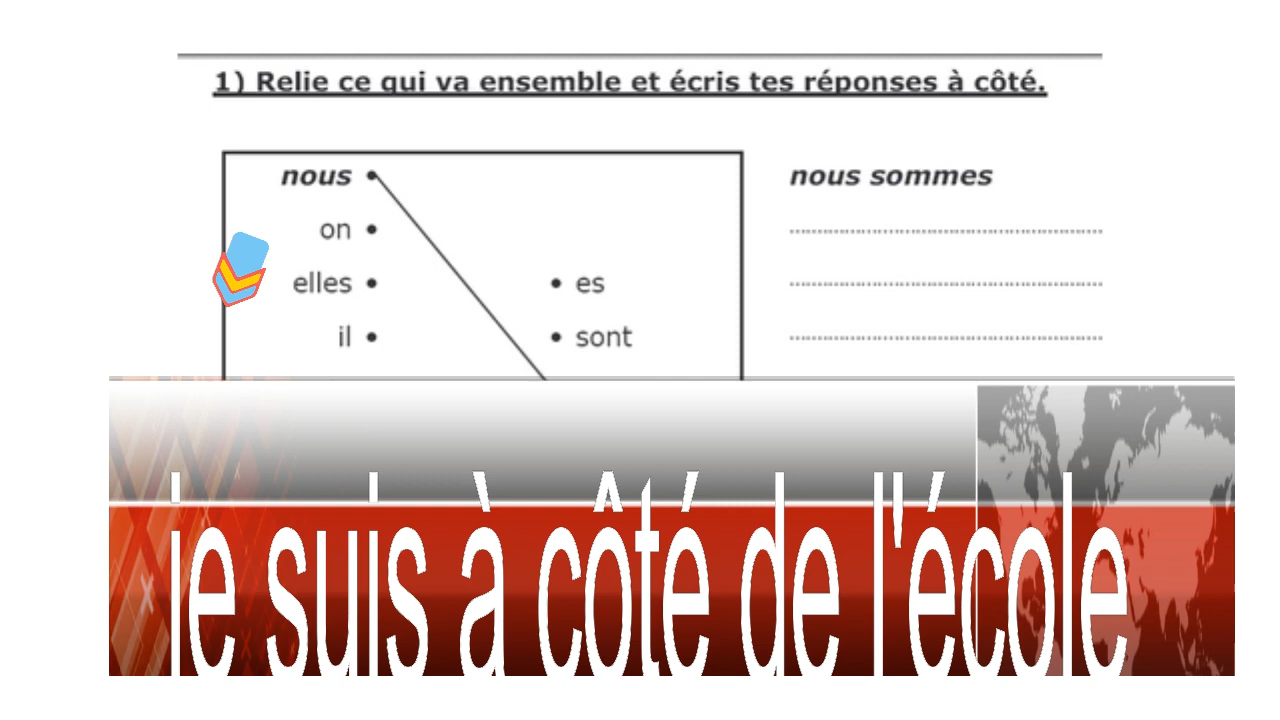 1) Relie ce qui va ensemble et écris tes réponses à côté.
nous nous sommes
on
elles es
il sont
je suis à côté de l'école